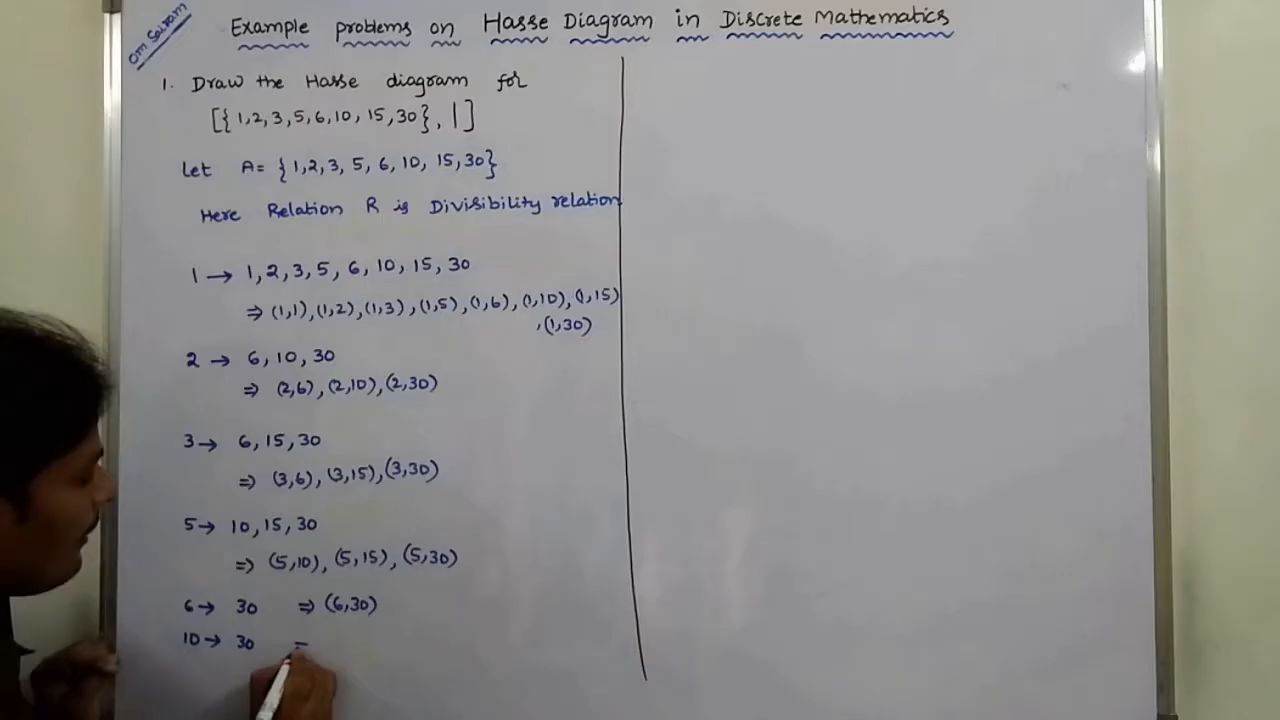 om Sairam
Example problems on Hasse Diagram in Discrete Mathematics
1. Draw the Hasse diagram for
[{1,2,3,5,6,10,15,30}, |]
Let A= {1,2,3, 5, 6, 10, 15,30}
Here Relation R is Divisibility relation
1 → 1,2,3,5, 6, 10, 15, 30
⇒ (1,1),(1,2),(1,3),(1,5),(1,6),(1,10),(1,15)
,(1,30)
2 → 6, 10, 30
⇒ (2,6),(2,10),(2,30)
3 → 6,15,30
⇒ (3,6),(3,15),(3,30)
5 → 10,15,30
⇒ (5,10), (5,15), (5,30)
6 → 30 ⇒ (6,30)
10 → 30 =